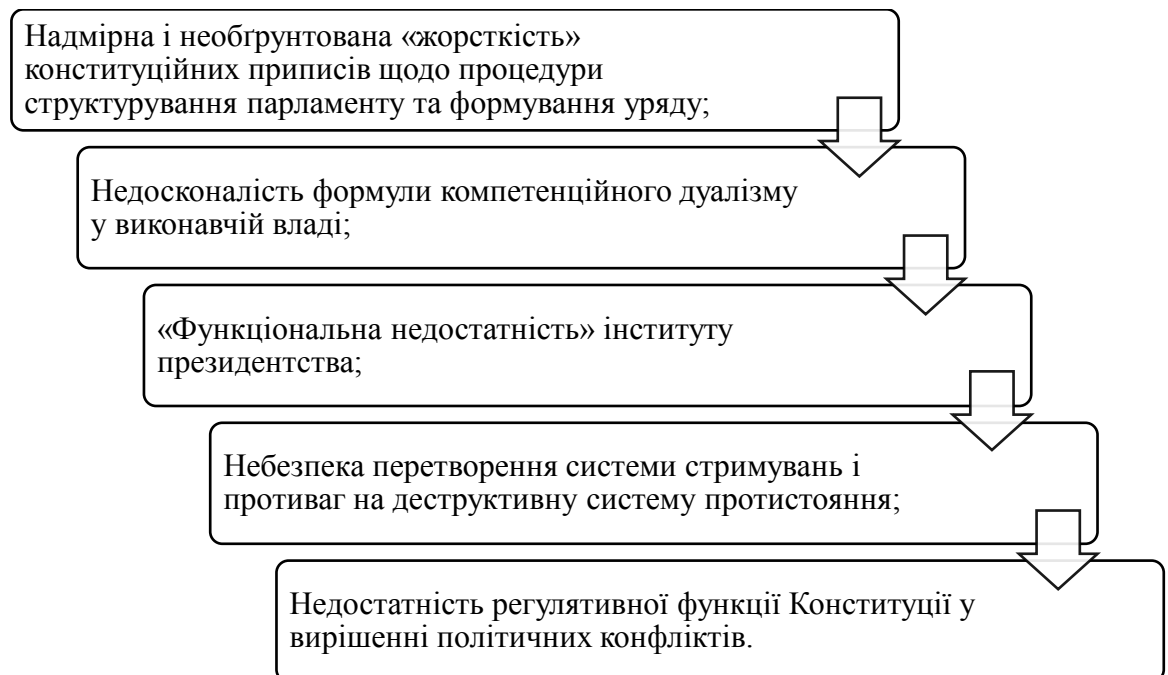 Надмірна і необґрунтована «жорсткість»
конституційних приписів щодо процедури
структурування парламенту та формування уряду;
Недосконалість формули компетенційного дуалізму
у виконавчій владі;
«Функціональна недостатність» інституту
президентства;
Небезпека перетворення системи стримувань і
противаг на деструктивну систему протистояння;
Недостатність регулятивної функції Конституції у
вирішенні політичних конфліктів.